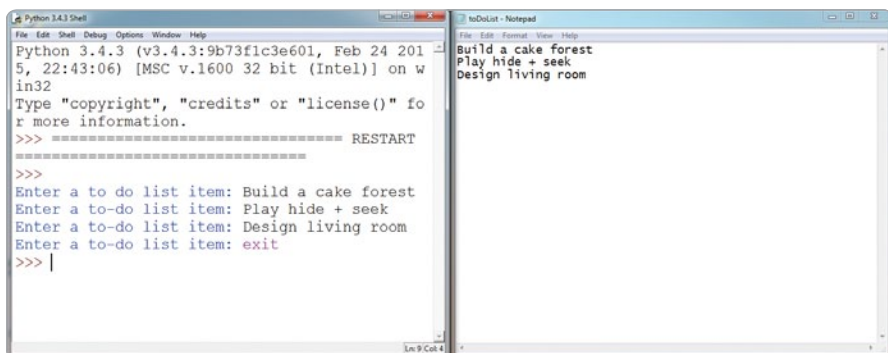 Python 3.4.3 Shell
File Edit Shell Debug Options Window Help
Python 3.4.3 (v3.4.3:9b73f1c3e601, Feb 24 201
5, 22:43:06) [MSC v.1600 32 bit (Intel)] on w
in32
Type "copyright", "credits" or "license()" fo
r more information.
>>> ================================ RESTART
================================
>>>
Enter a to do list item: Build a cake forest
Enter a to-do list item: Play hide + seek
Enter a to-do list item: Design living room
Enter a to-do list item: exit
>>>
Ln: 9 Col: 4
toDoList - Notepad
File Edit Format View Help
Build a cake forest
Play hide + seek
Design living room